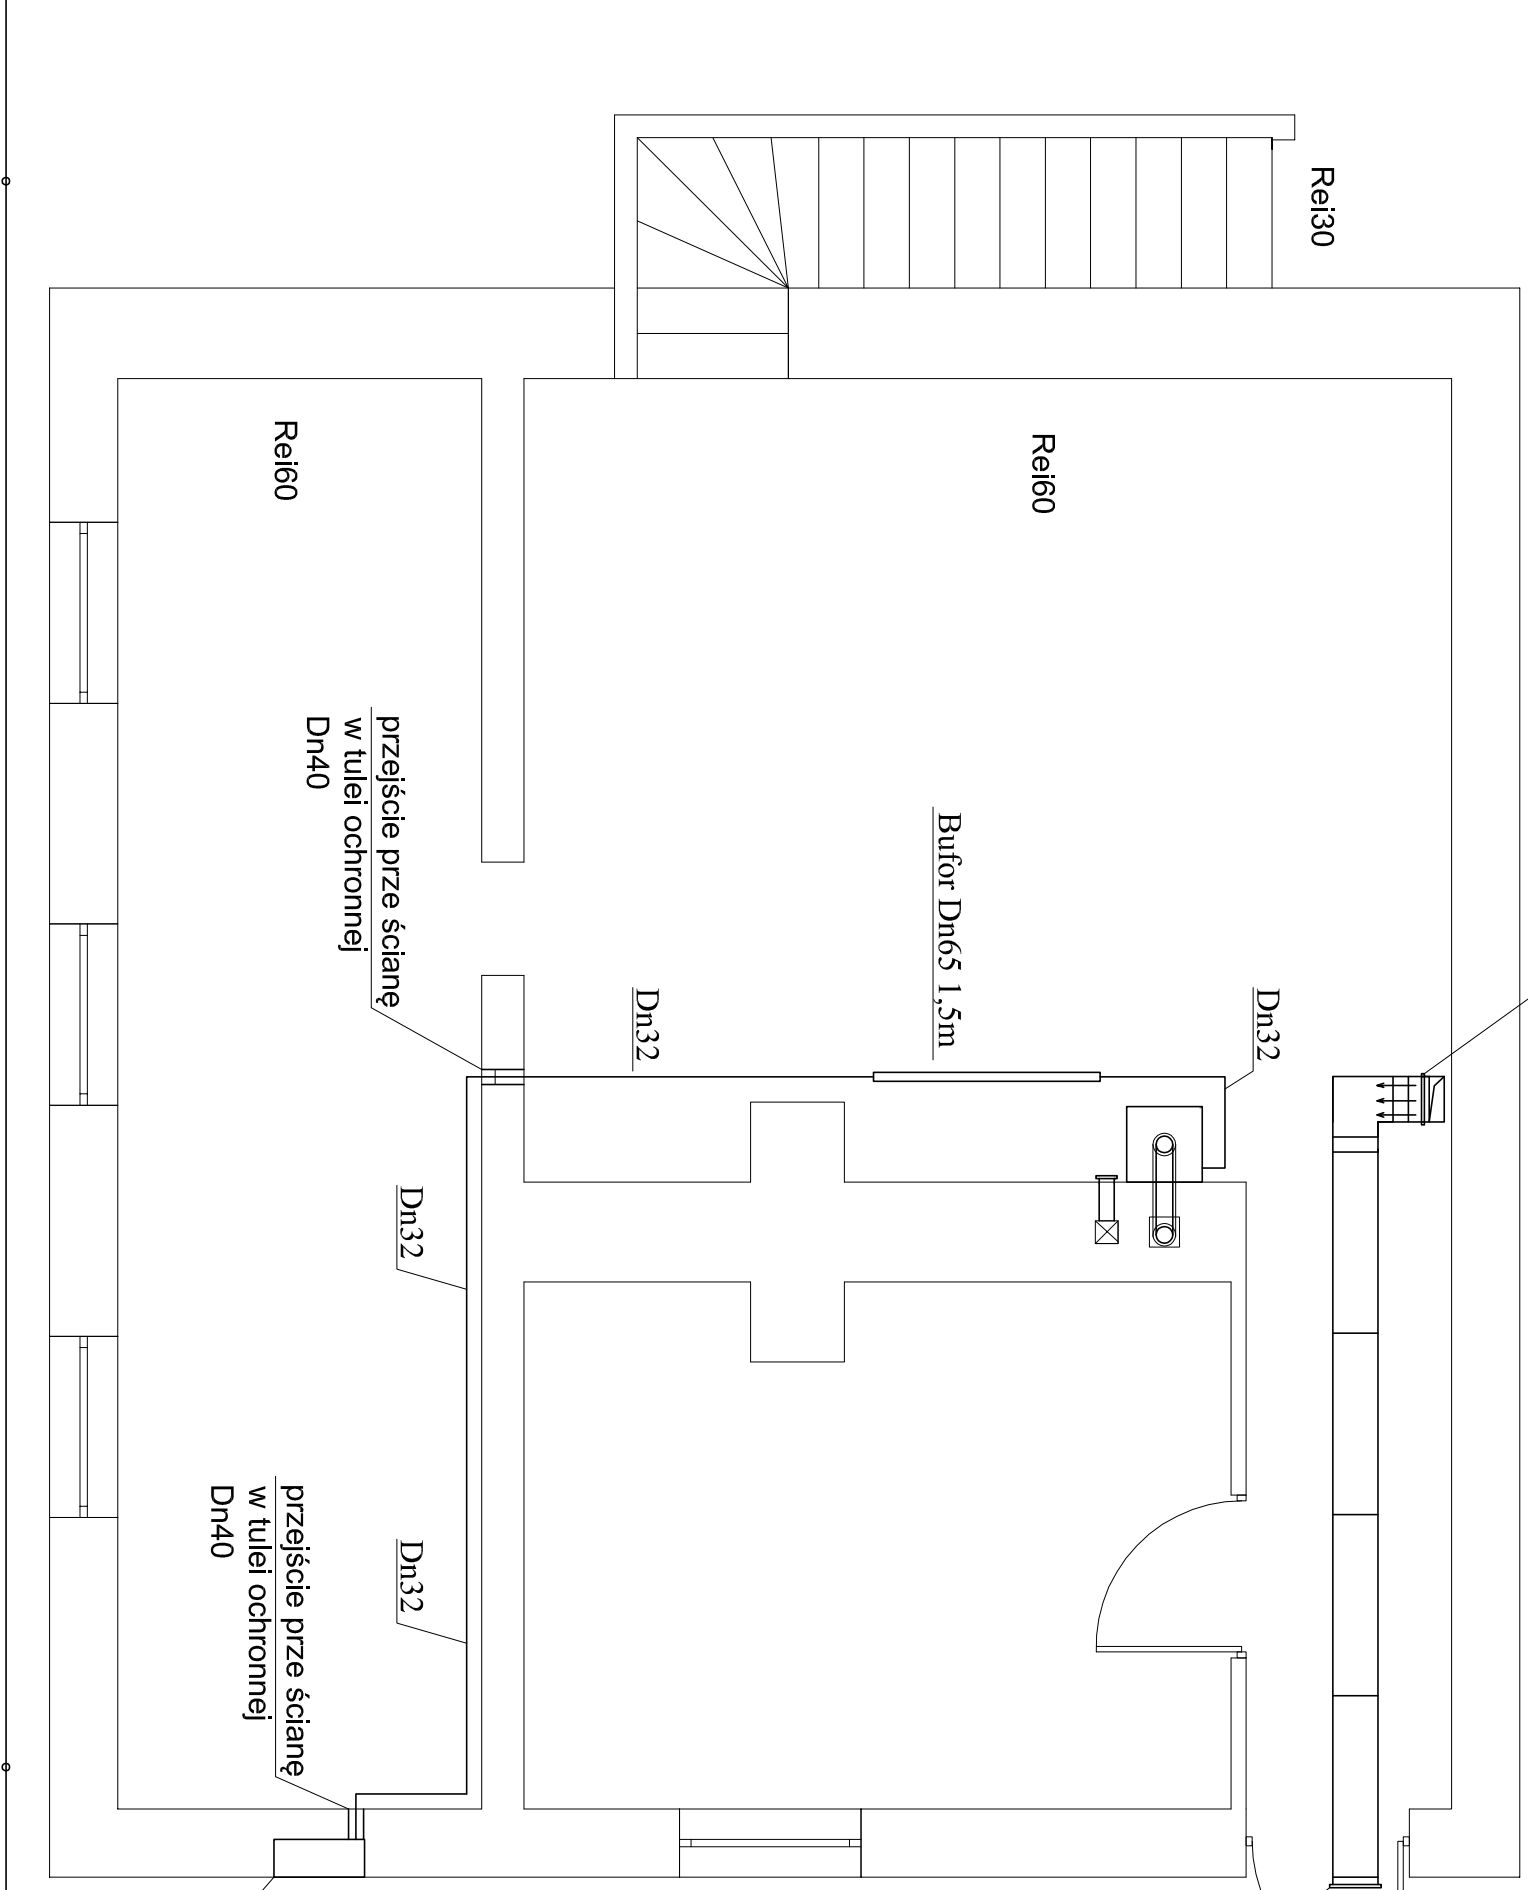 Rei30
Rei60
Rei60
przejście prze ścianę
w tulei ochronnej
Dn40
Bufor Dn65 1,5m
Dn32
Dn32
Dn32
Dn32
przejście prze ścianę
w tulei ochronnej
Dn40